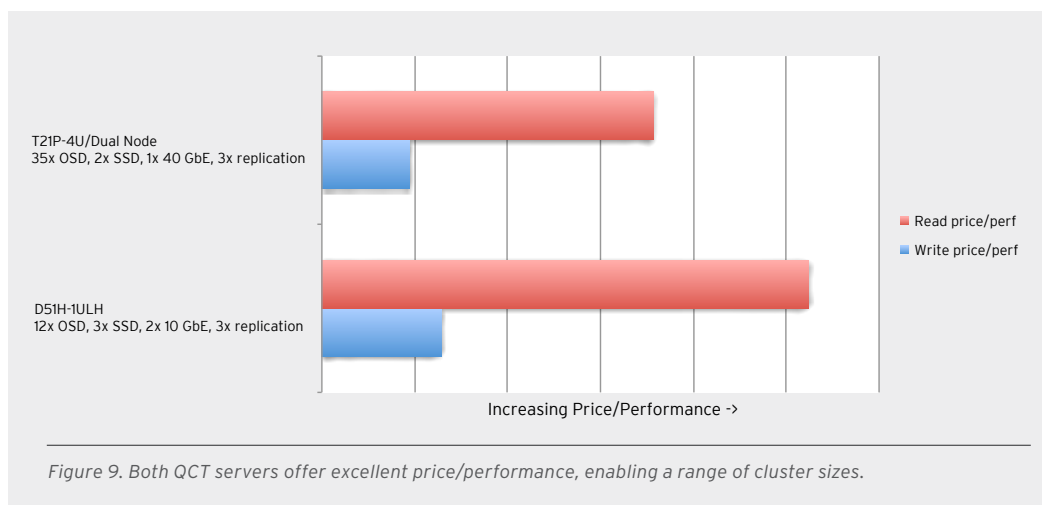 T21P-4U/Dual Node
35x OSD, 2x SSD, 1x 40 GbE, 3x replication
D51H-1ULH
12x OSD, 3x SSD, 2x 10 GbE, 3x replication
Read price/perf
Write price/perf
Increasing Price/Performance ->
Figure 9. Both QCT servers offer excellent price/performance, enabling a range of cluster sizes.